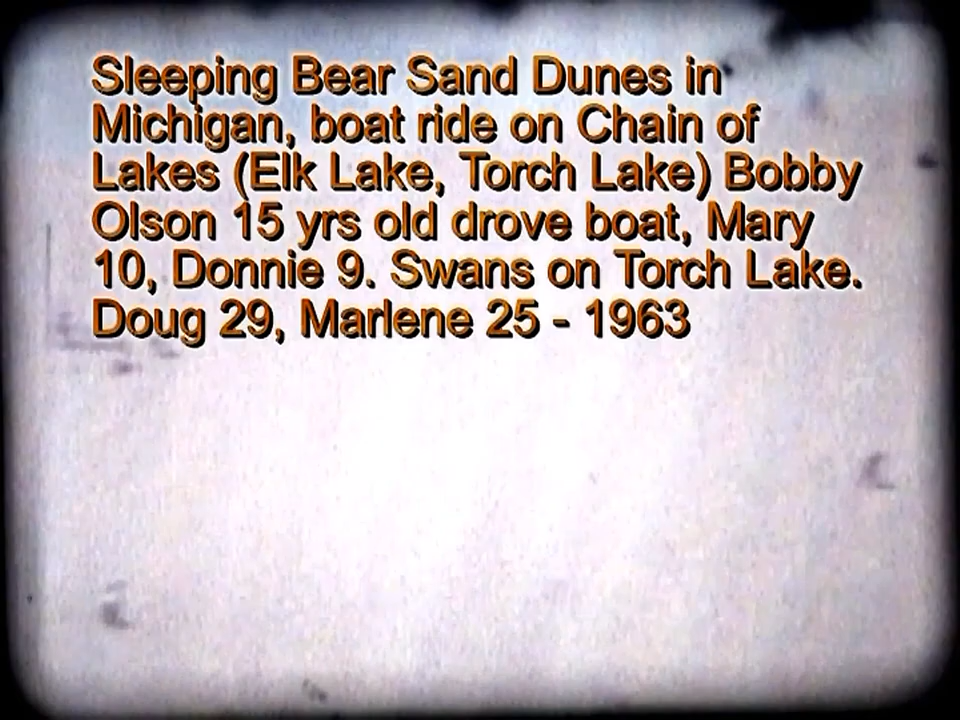 Sleeping Bear Sand Dunes in
Michigan, boat ride on Chain of
Lakes (Elk Lake, Torch Lake) Bobby
Olson 15 yrs old drove boat, Mary
10, Donnie 9. Swans on Torch Lake.
Doug 29, Marlene 25 - 1963